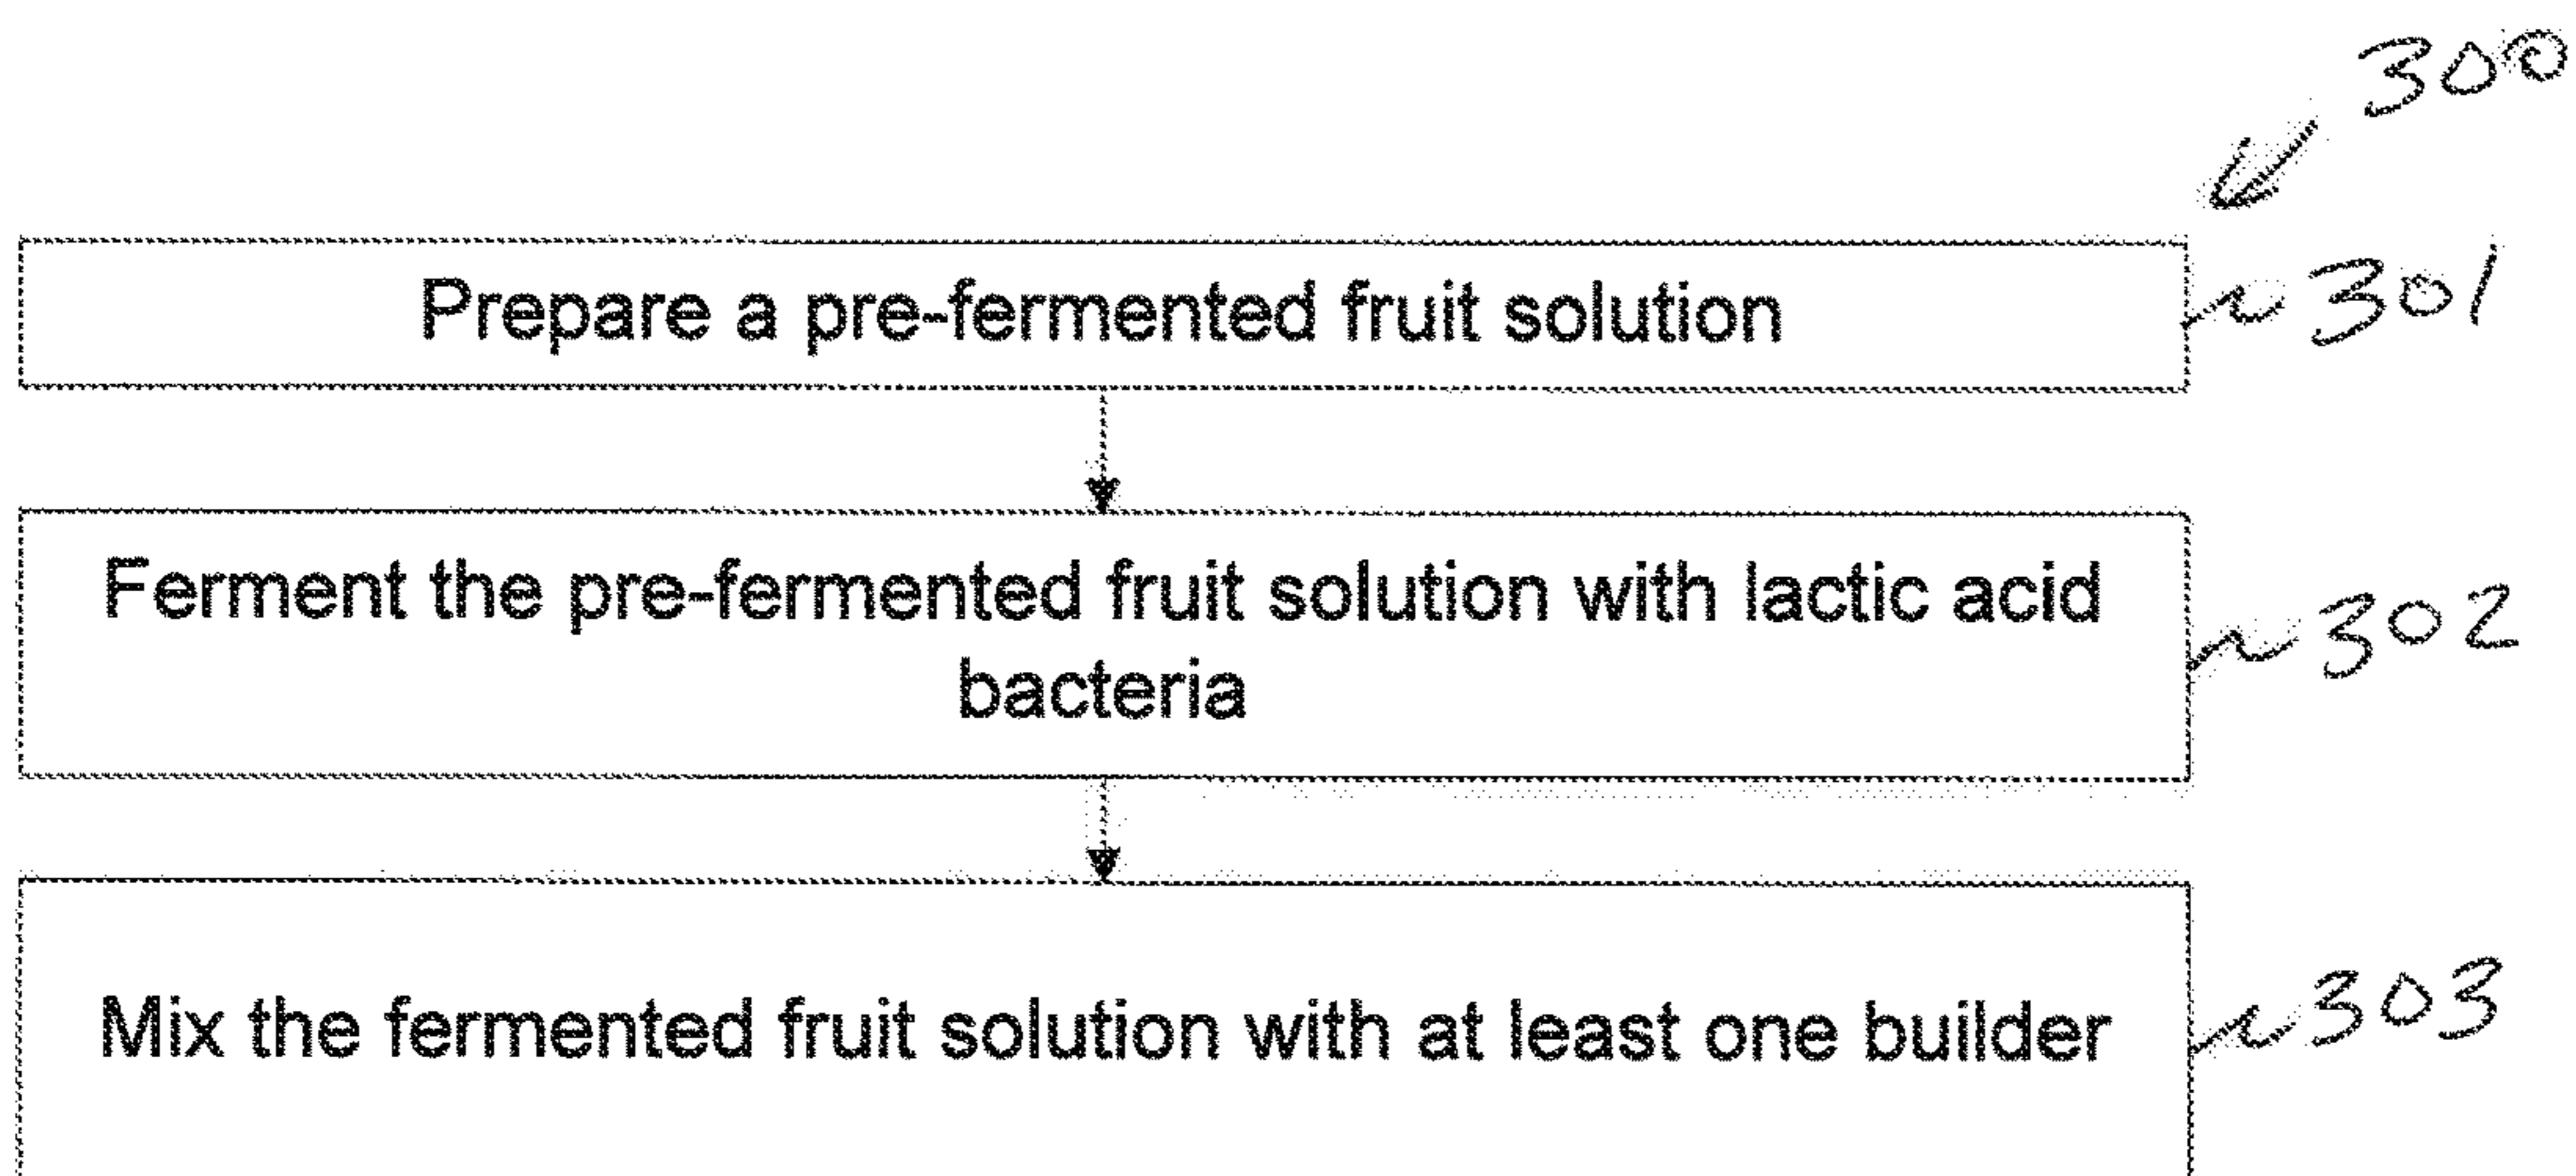 300
Prepare a pre-fermented fruit solution
301
Ferment the pre-fermented fruit solution with lactic acid
bacteria
302
Mix the fermented fruit solution with at least one builder
303